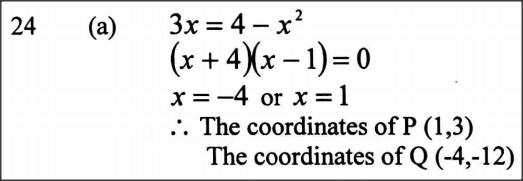 24 (a) 3x = 4 − x²
(x + 4)(x − 1) = 0
x = −4 or x = 1
∴ The coordinates of P (1,3)
The coordinates of Q (-4,-12)